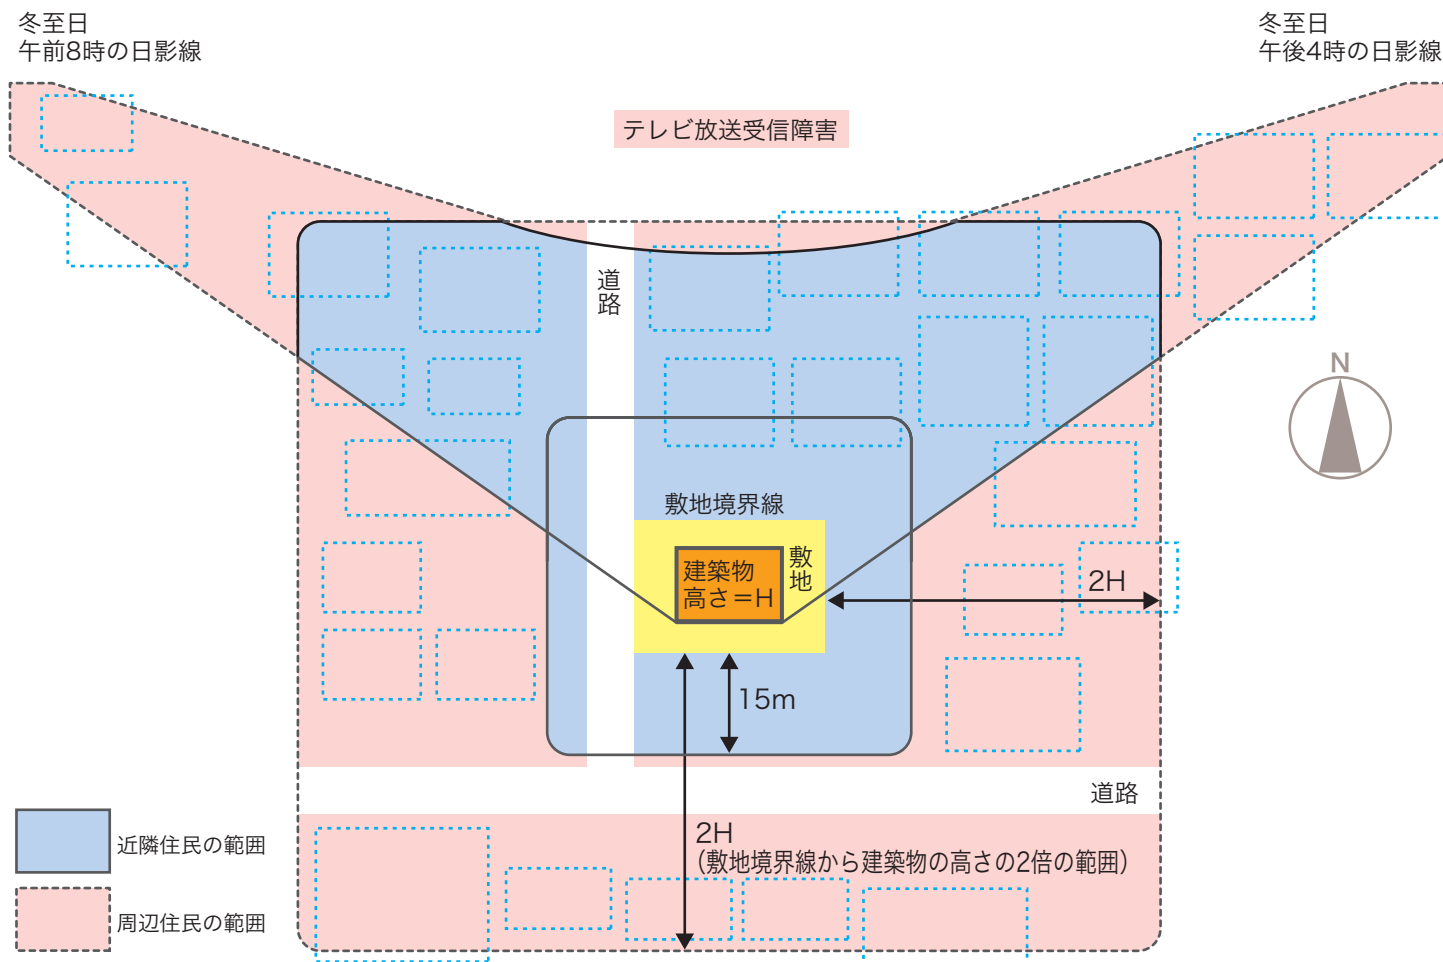 冬至日
午前8時の日影線
冬至日
午後4時の日影線
テレビ放送受信障害
道路
N
敷地境界線
建築物
高さ＝H
敷地
2H
15m
道路
2H
（敷地境界線から建築物の高さの2倍の範囲）
近隣住民の範囲
周辺住民の範囲